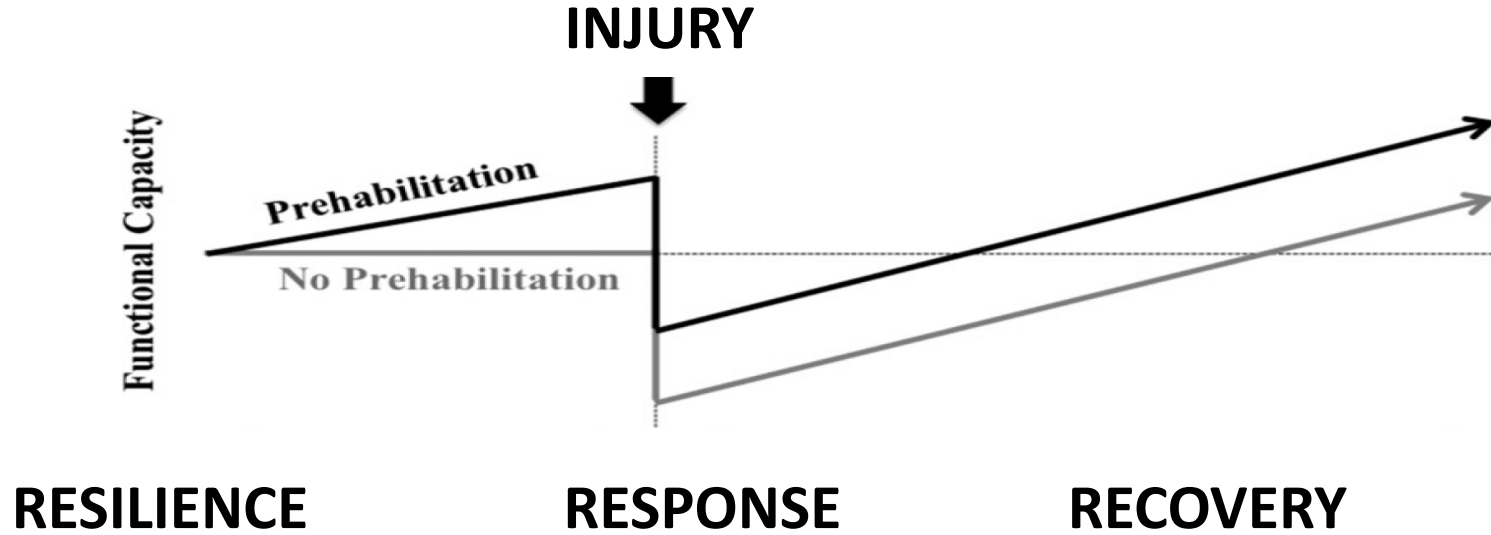 INJURY
Functional Capacity
Prehabilitation
No Prehabilitation
RESILIENCE
RESPONSE
RECOVERY